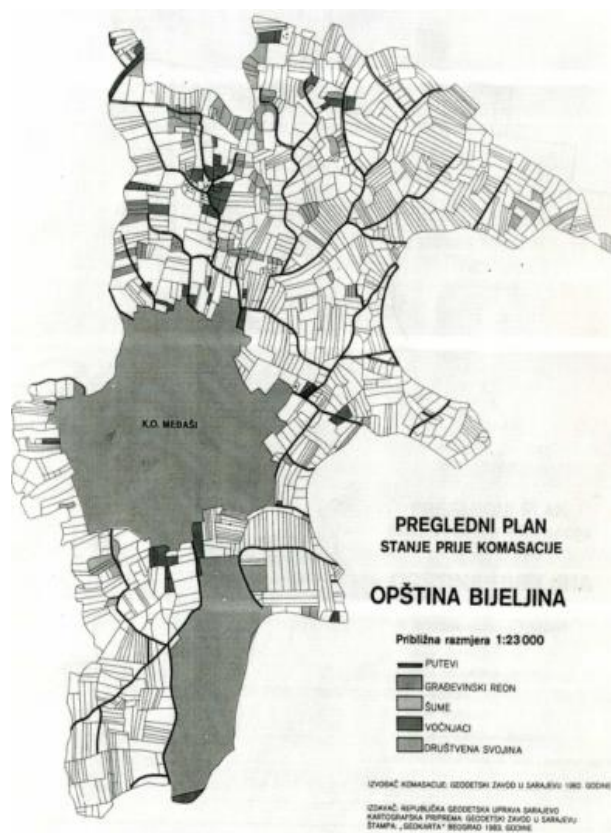 K.O. MEĐAŠI
PREGLEDNI PLAN
STANJE PRIJE KOMASACIJE
OPŠTINA BIJELJINA
Približna razmjera 1:23 000
PUTEVI
GRAĐEVINSKI REON
ŠUME
VOĆNJACI
DRUŠTVENA SVOJINA
IZVOĐAČ KOMASACIJE: GEODETSKI ZAVOD U SARAJEVU 1982. GODINE
IZDAVAČ: REPUBLIČKA GEODETSKA UPRAVA SARAJEVO
KARTOGRAFSKA PRIPREMA: GEODETSKI ZAVOD U SARAJEVU
ŠTAMPA: „GEOKARTA" BEOGRAD 1983. GODINE